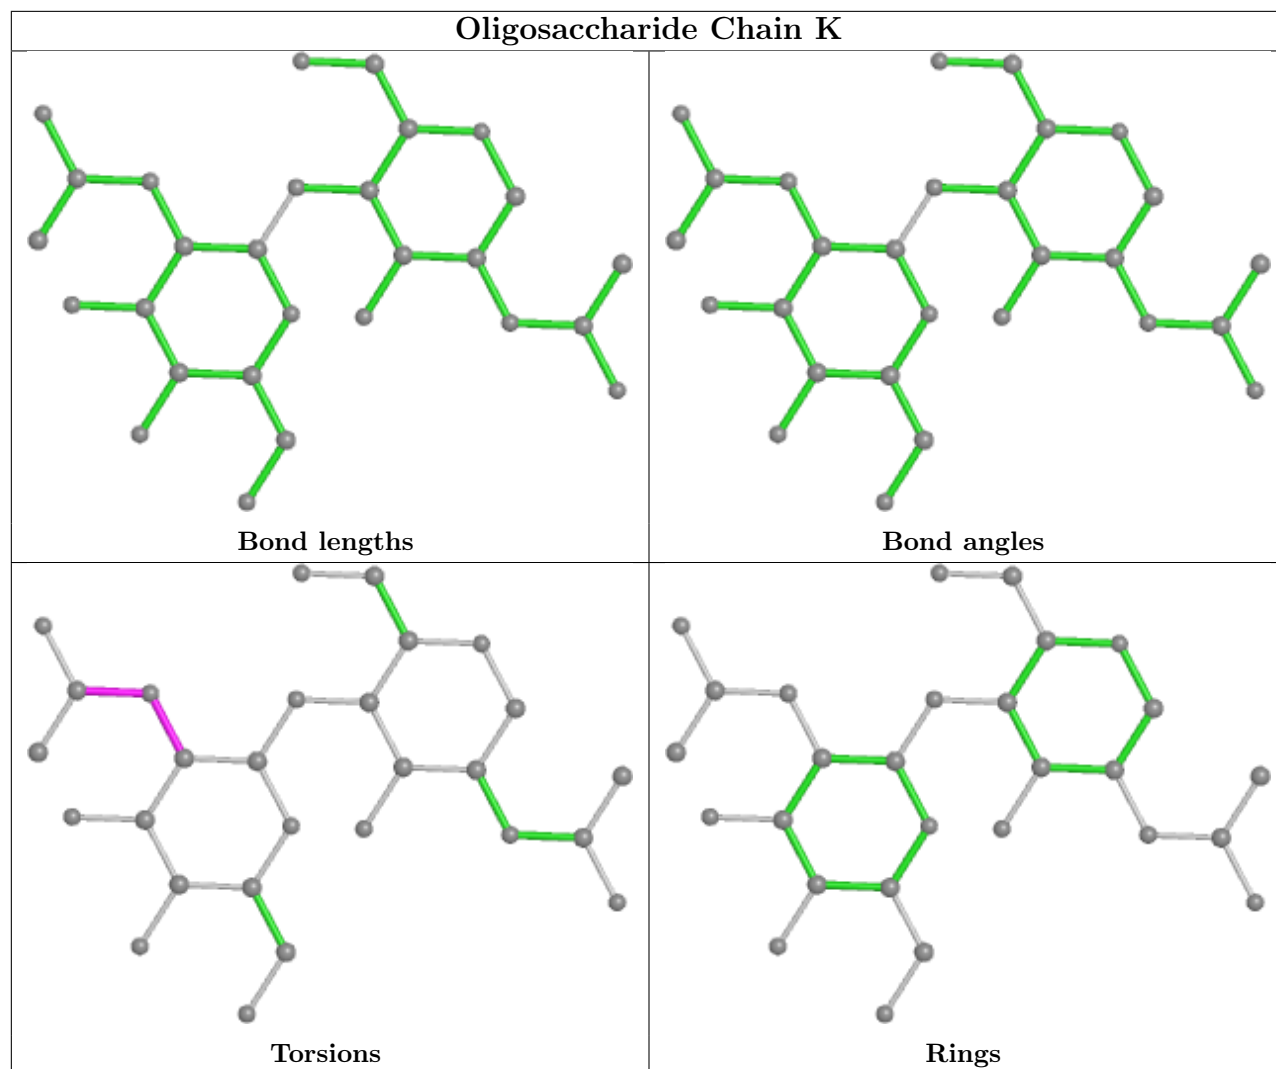 Oligosaccharide Chain K
Bond lengths
Bond angles
Torsions
Rings